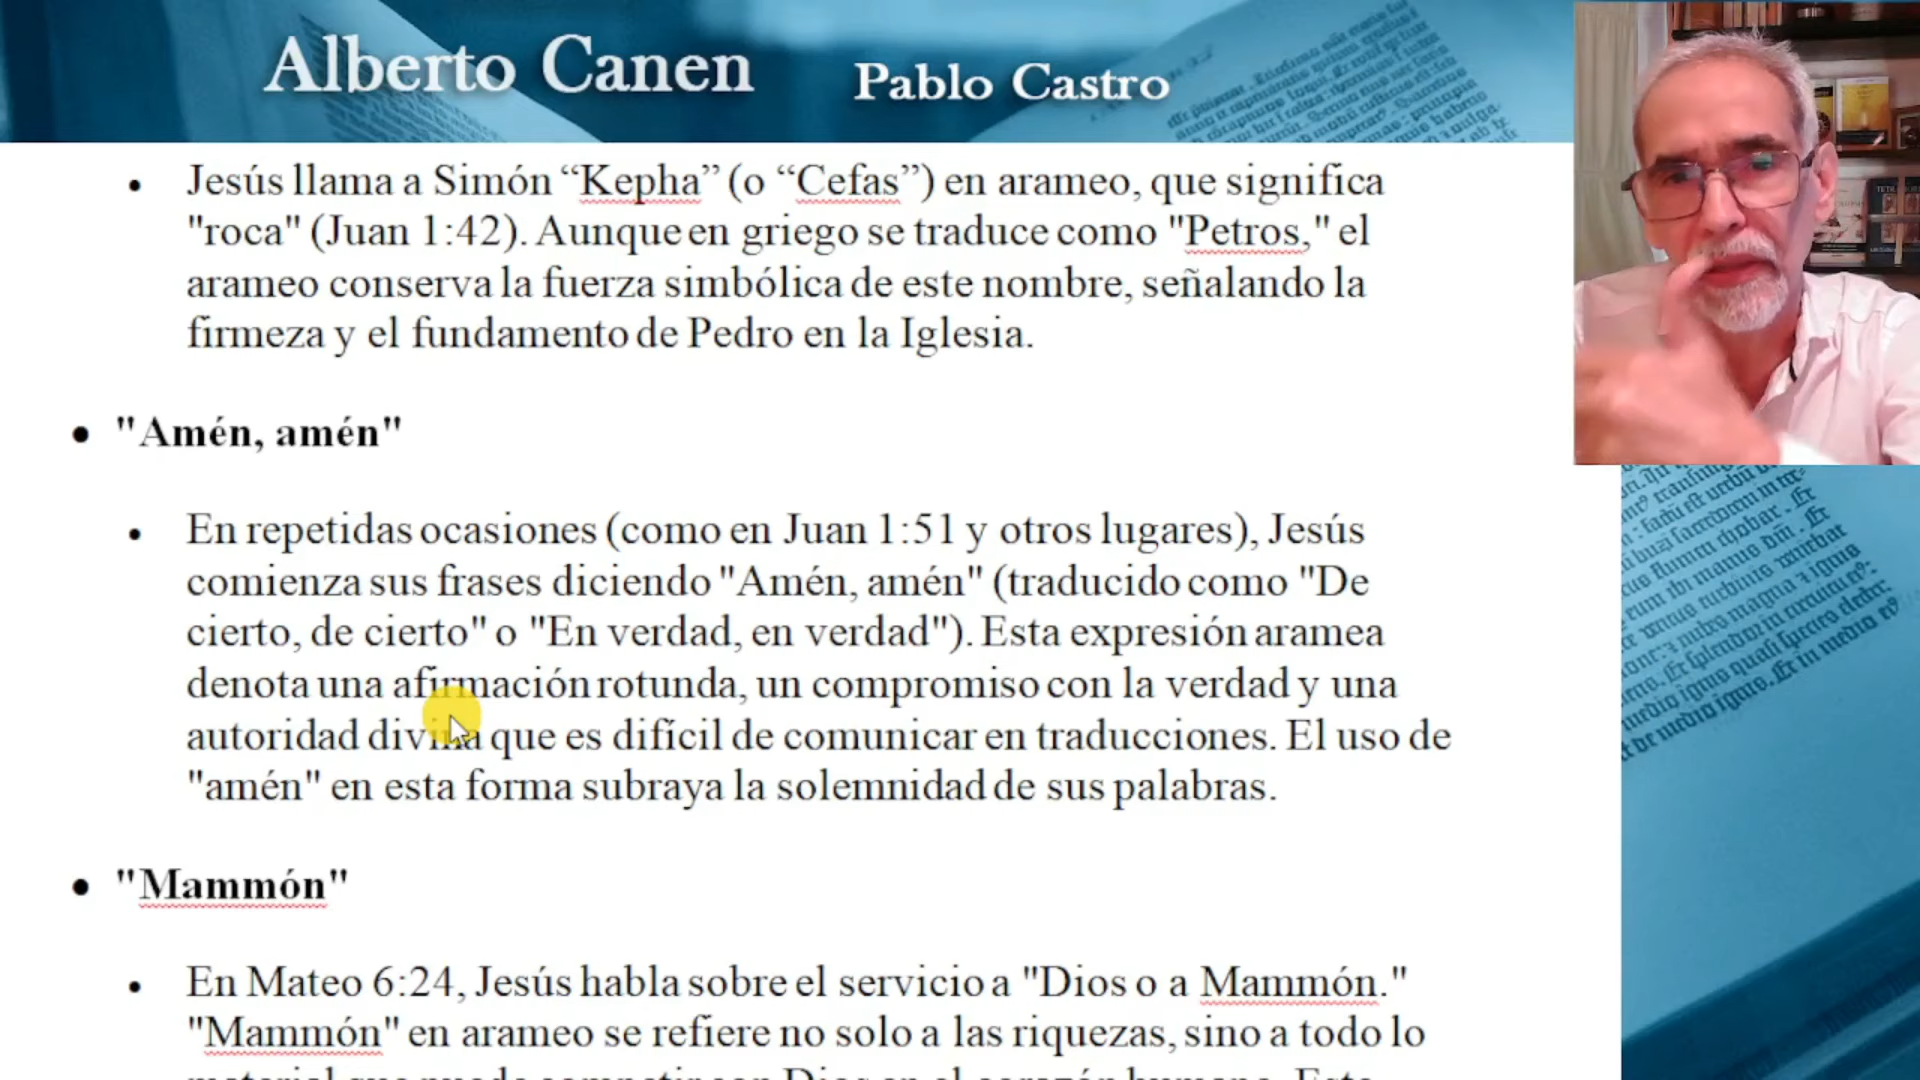 Alberto Canen Pablo Castro
• Jesús llama a Simón “Kepha” (o “Cefas”) en arameo, que significa
"roca" (Juan 1:42). Aunque en griego se traduce como "Petros," el
arameo conserva la fuerza simbólica de este nombre, señalando la
firmeza y el fundamento de Pedro en la Iglesia.
• "Amén, amén"
• En repetidas ocasiones (como en Juan 1:51 y otros lugares), Jesús
comienza sus frases diciendo "Amén, amén" (traducido como "De
cierto, de cierto" o "En verdad, en verdad"). Esta expresión aramea
denota una afirmación rotunda, un compromiso con la verdad y una
autoridad divina que es difícil de comunicar en traducciones. El uso de
"amén" en esta forma subraya la solemnidad de sus palabras.
• "Mammón"
• En Mateo 6:24, Jesús habla sobre el servicio a "Dios o a Mammón."
"Mammón" en arameo se refiere no solo a las riquezas, sino a todo lo